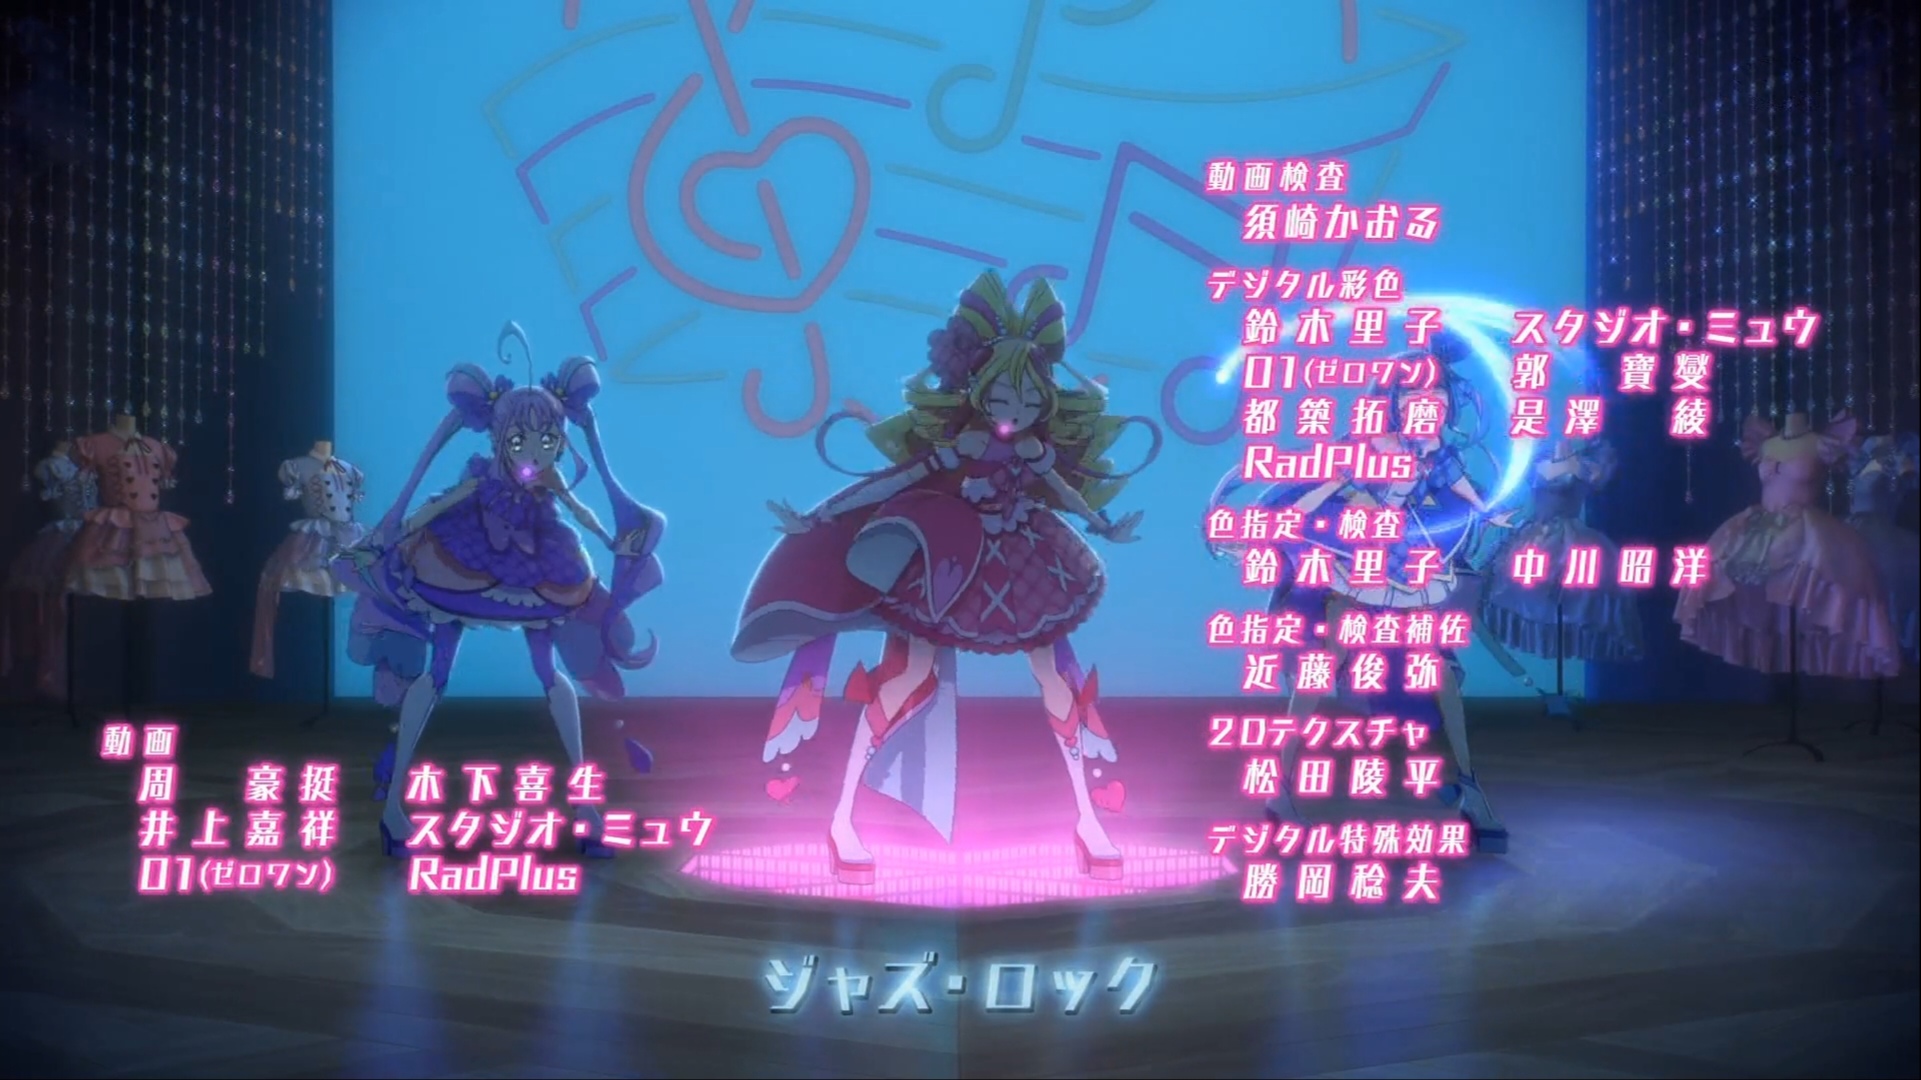 動画
周 豪挺 木下喜生
井上嘉祥 スタジオ・ミュウ
01(ゼロワン) RadPlus
動画検査
須崎かおる
デジタル彩色
鈴木里子 スタジオ・ミュウ
01(ゼロワン) 郭 寶燮
都築拓磨 是澤 綾
RadPlus
色指定・検査
鈴木里子 中川昭洋
色指定・検査補佐
近藤俊弥
2Dテクスチャ
松田陵平
デジタル特殊効果
勝岡稔夫
ジャズ・ロック